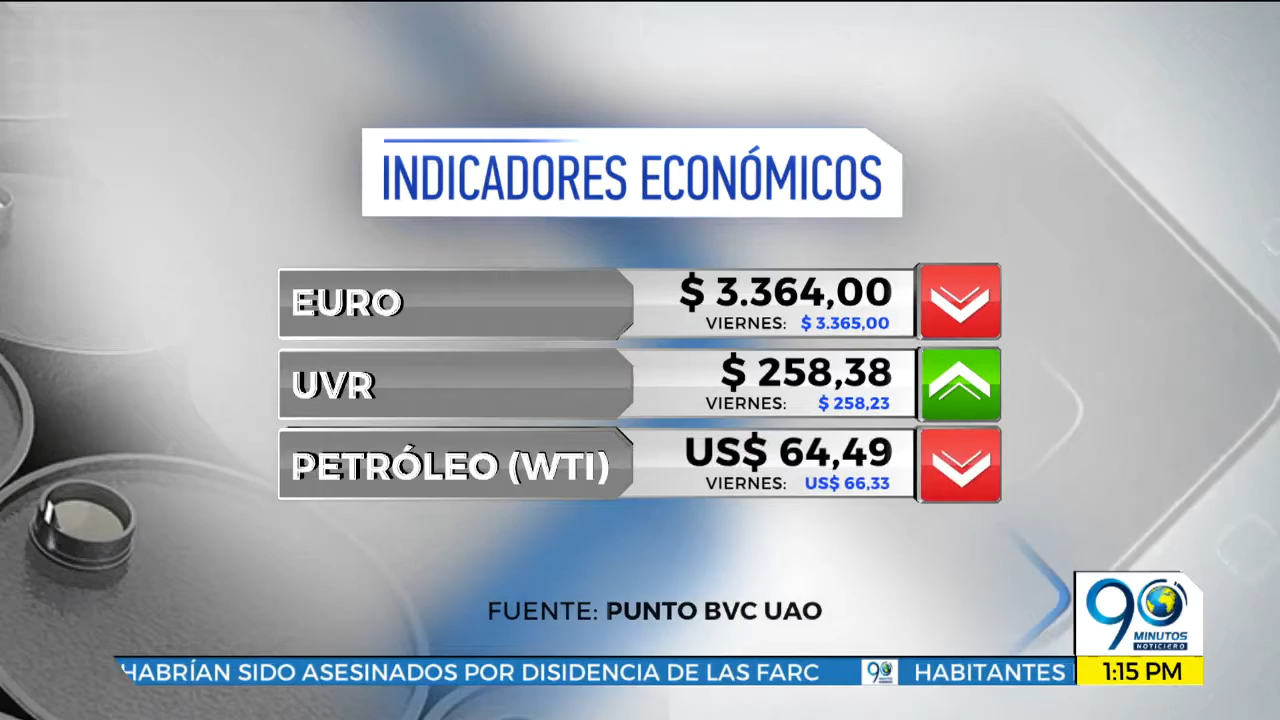 INDICADORES ECONÓMICOS
EURO
$ 3.364,00
VIERNES: $ 3.365,00
UVR
$ 258,38
VIERNES: $ 258,23
PETRÓLEO (WTI)
US$ 64,49
VIERNES: US$ 66,33
FUENTE: PUNTO BVC UAO
90
MINUTOS
NOTICIERO
HABRÍAN SIDO ASESINADOS POR DISIDENCIA DE LAS FARC 90 HABITANTES
1:15 PM